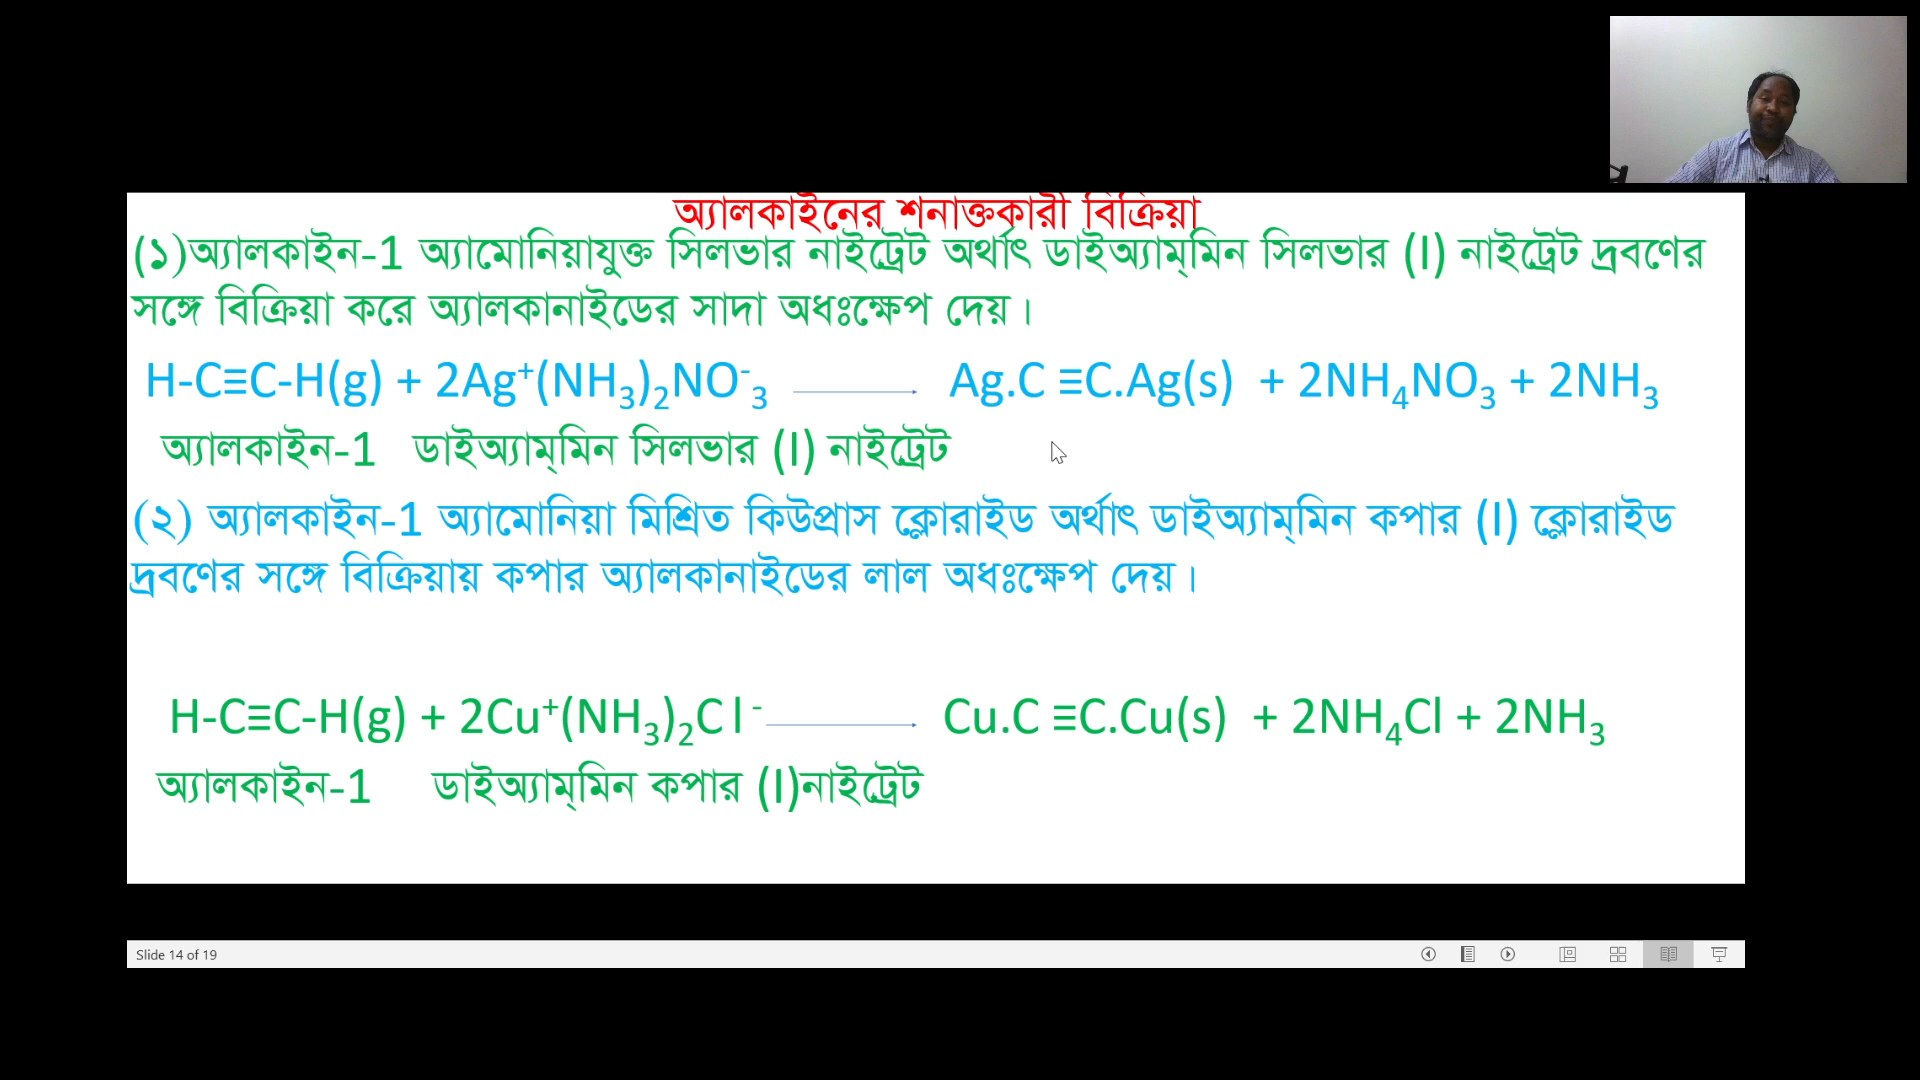 অ্যালকাইনের শনাক্তকারী বিক্রিয়া
(১)অ্যালকাইন-1 অ্যামোনিয়াযুক্ত সিলভার নাইট্রেট অর্থাৎ ডাইঅ্যাম্‌মিন সিলভার (I) নাইট্রেট দ্রবণের
সঙ্গে বিক্রিয়া করে অ্যালকানাইডের সাদা অধঃক্ষেপ দেয়।
H-C≡C-H(g) + 2Ag⁺(NH₃)₂NO⁻₃ ⟶ Ag.C ≡C.Ag(s) + 2NH₄NO₃ + 2NH₃
অ্যালকাইন-1 ডাইঅ্যাম্‌মিন সিলভার (I) নাইট্রেট
(২) অ্যালকাইন-1 অ্যামোনিয়া মিশ্রিত কিউপ্রাস ক্লোরাইড অর্থাৎ ডাইঅ্যাম্‌মিন কপার (I) ক্লোরাইড
দ্রবণের সঙ্গে বিক্রিয়ায় কপার অ্যালকানাইডের লাল অধঃক্ষেপ দেয়।
H-C≡C-H(g) + 2Cu⁺(NH₃)₂C l ⁻ ⟶ Cu.C ≡C.Cu(s) + 2NH₄Cl + 2NH₃
অ্যালকাইন-1 ডাইঅ্যাম্‌মিন কপার (I)নাইট্রেট
Slide 14 of 19